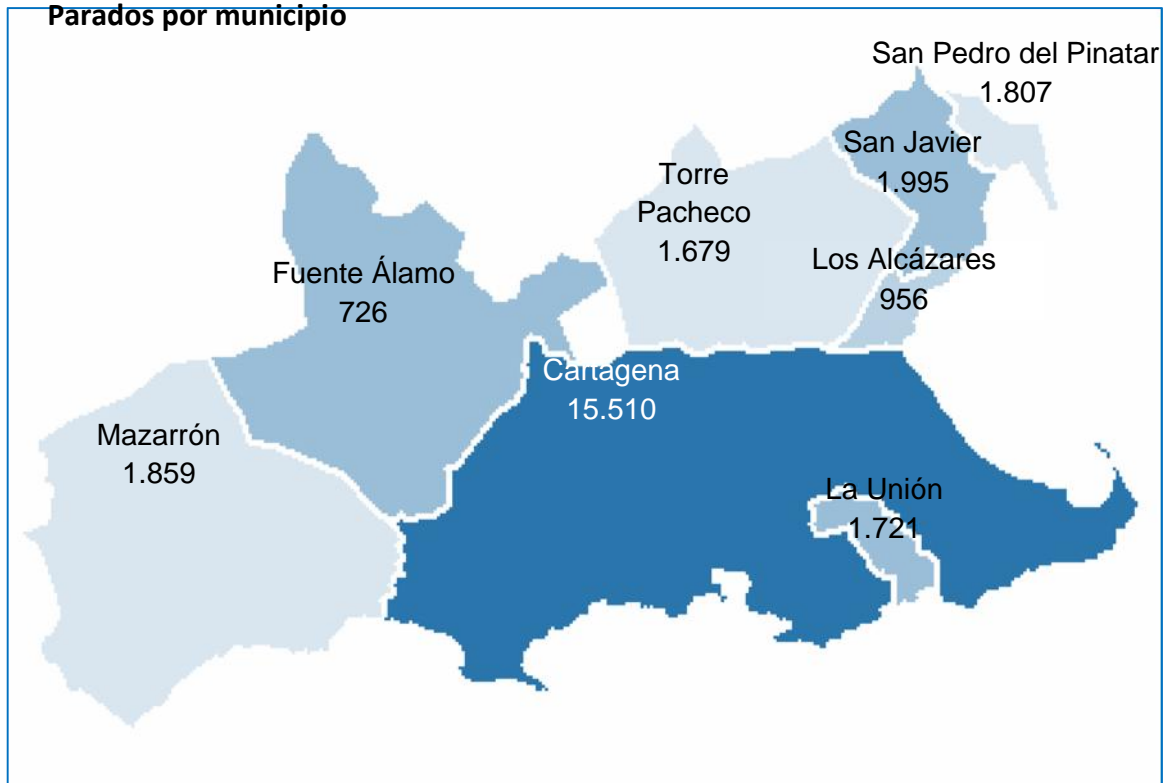 Parados por municipio
San Pedro del Pinatar
1.807
San Javier
1.995
Torre
Pacheco
1.679
Los Alcázares
956
Fuente Álamo
726
Cartagena
15.510
Mazarrón
1.859
La Unión
1.721